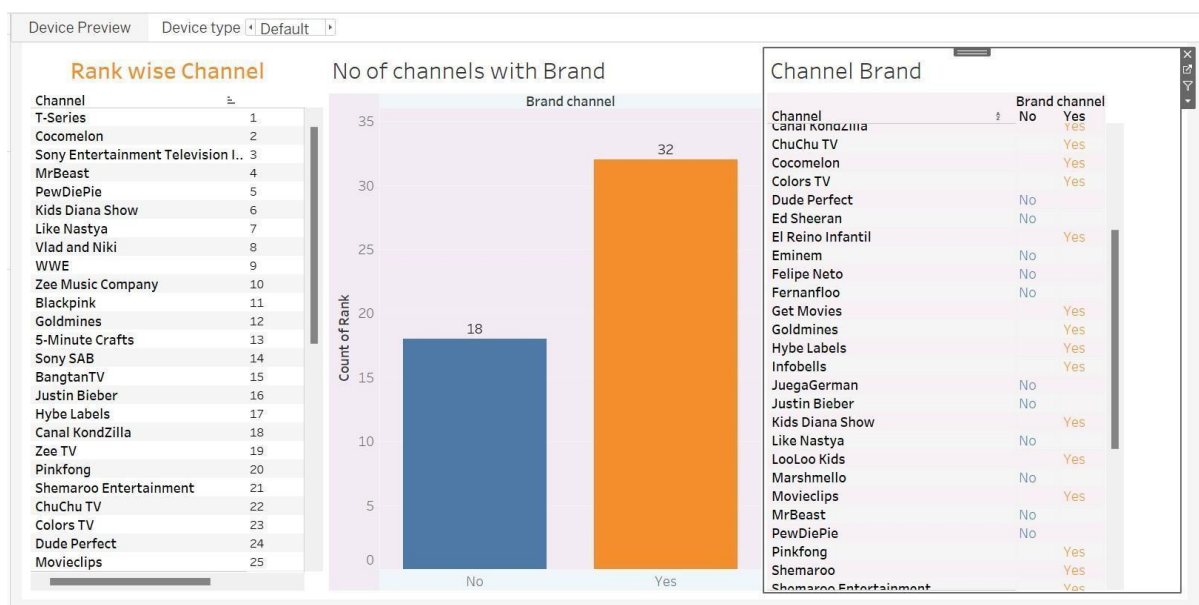 Device Preview Device type Default
Rank wise Channel
Channel
T-Series 1
Cocomelon 2
Sony Entertainment Television I.. 3
MrBeast 4
PewDiePie 5
Kids Diana Show 6
Like Nastya 7
Vlad and Niki 8
WWE 9
Zee Music Company 10
Blackpink 11
Goldmines 12
5-Minute Crafts 13
Sony SAB 14
BangtanTV 15
Justin Bieber 16
Hybe Labels 17
Canal KondZilla 18
Zee TV 19
Pinkfong 20
Shemaroo Entertainment 21
ChuChu TV 22
Colors TV 23
Dude Perfect 24
Movieclips 25
No of channels with Brand
Brand channel
Count of Rank
35
30
25
20
15
10
5
0
18
32
No Yes
Channel Brand
Brand channel
Channel No Yes
Canal KondZilla Yes
ChuChu TV Yes
Cocomelon Yes
Colors TV Yes
Dude Perfect No
Ed Sheeran No
El Reino Infantil Yes
Eminem No
Felipe Neto No
Fernanfloo No
Get Movies Yes
Goldmines Yes
Hybe Labels Yes
Infobells Yes
JuegaGerman No
Justin Bieber No
Kids Diana Show Yes
Like Nastya No
LooLoo Kids Yes
Marshmello No
Movieclips Yes
MrBeast No
PewDiePie No
Pinkfong Yes
Shemaroo Yes
Shemaroo Entertainment Yes